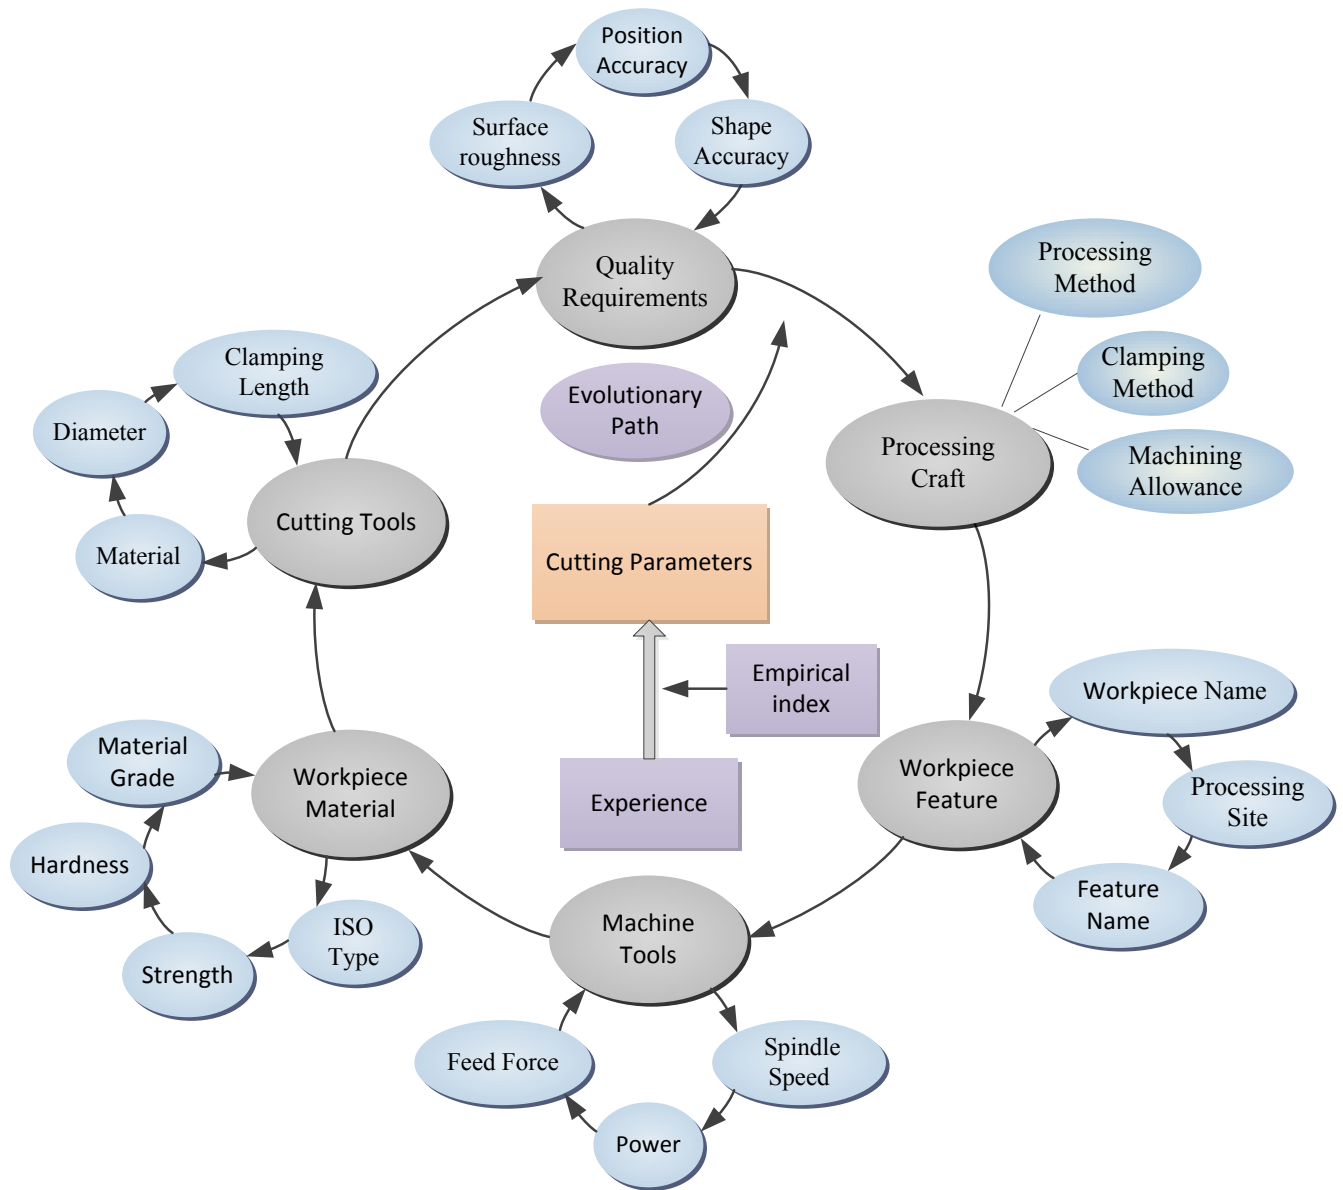 Position
Accuracy
Surface
roughness
Shape
Accuracy
Quality
Requirements
Processing
Method
Clamping
Method
Machining
Allowance
Processing
Craft
Clamping
Length
Diameter
Material
Cutting Tools
Evolutionary
Path
Cutting Parameters
Empirical
index
Experience
Workpiece Name
Processing
Site
Feature
Name
Workpiece
Feature
Material
Grade
Hardness
Strength
ISO
Type
Workpiece
Material
Machine
Tools
Feed Force
Spindle
Speed
Power